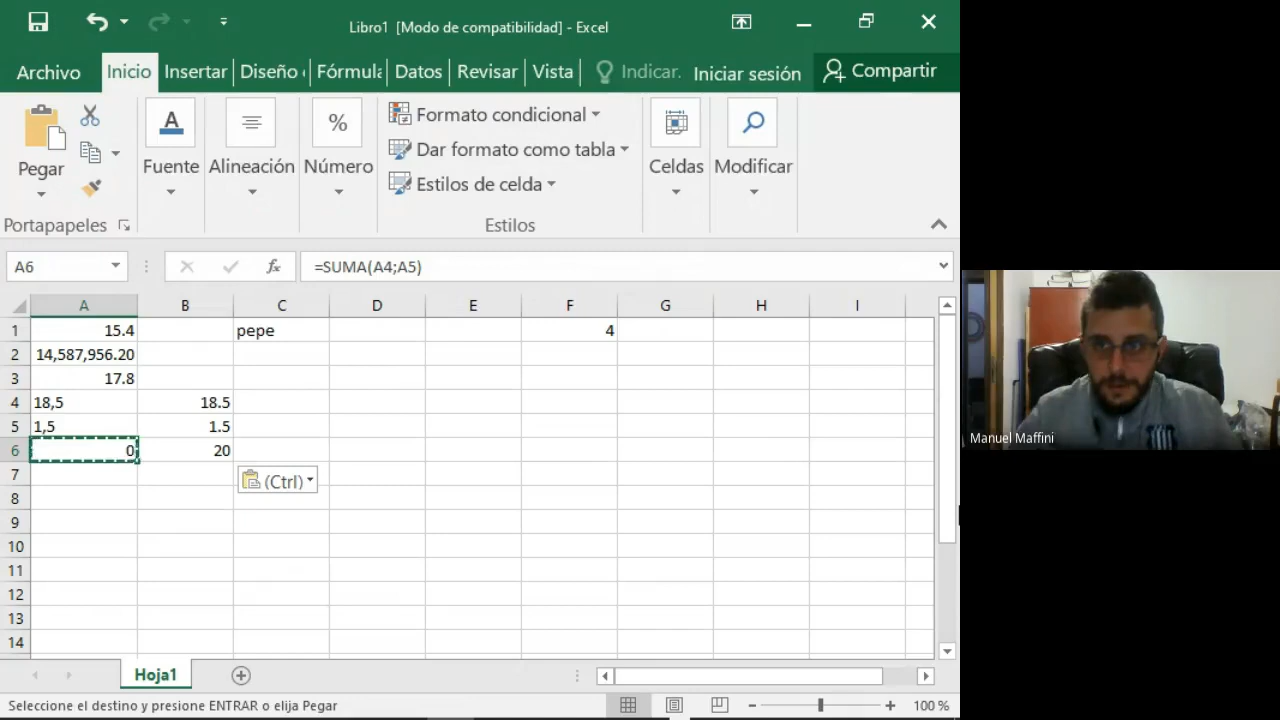 Libro1 [Modo de compatibilidad] - Excel
Archivo Inicio Insertar Diseño Fórmula Datos Revisar Vista Indicar. Iniciar sesión Compartir
Pegar
Fuente Alineación Número
Formato condicional
Dar formato como tabla
Estilos de celda
Celdas Modificar
Portapapeles Estilos
A6 fx =SUMA(A4;A5)
A B C D E F G H I
1 15.4 pepe 4
2 14,587,956.20
3 17.8
4 18,5 18.5
5 1,5 1.5
6 0 20
7 (Ctrl)
8
9
10
11
12
13
14
Hoja1
Seleccione el destino y presione ENTRAR o elija Pegar 100 %
Manuel Maffini